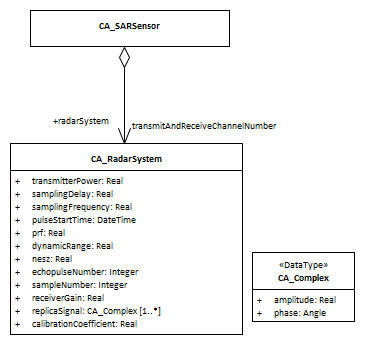 CA_SARSensor
+radarSystem
transmitAndReceiveChannelNumber
CA_RadarSystem
+ transmitterPower: Real
+ samplingDelay: Real
+ samplingFrequency: Real
+ pulseStartTime: DateTime
+ prf: Real
+ dynamicRange: Real
+ nesz: Real
+ echopulseNumber: Integer
+ sampleNumber: Integer
+ receiverGain: Real
+ replicaSignal: CA_Complex [1..*]
+ calibrationCoefficient: Real
«DataType»
CA_Complex
+ amplitude: Real
+ phase: Angle